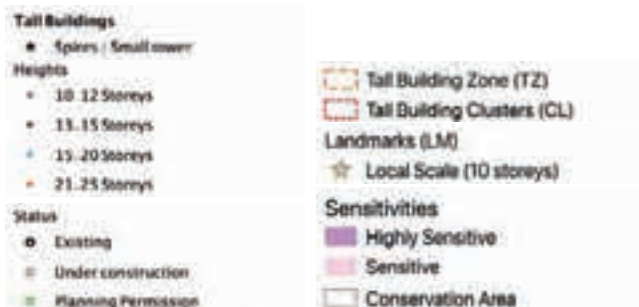 Tall Buildings
Spires / Small tower
Heights
10-12 Storeys
13-15 Storeys
15-20 Storeys
21-25 Storeys
Status
Existing
Under construction
Planning Permission
Tall Building Zone (TZ)
Tall Building Clusters (CL)
Landmarks (LM)
Local Scale (10 storeys)
Sensitivities
Highly Sensitive
Sensitive
Conservation Area